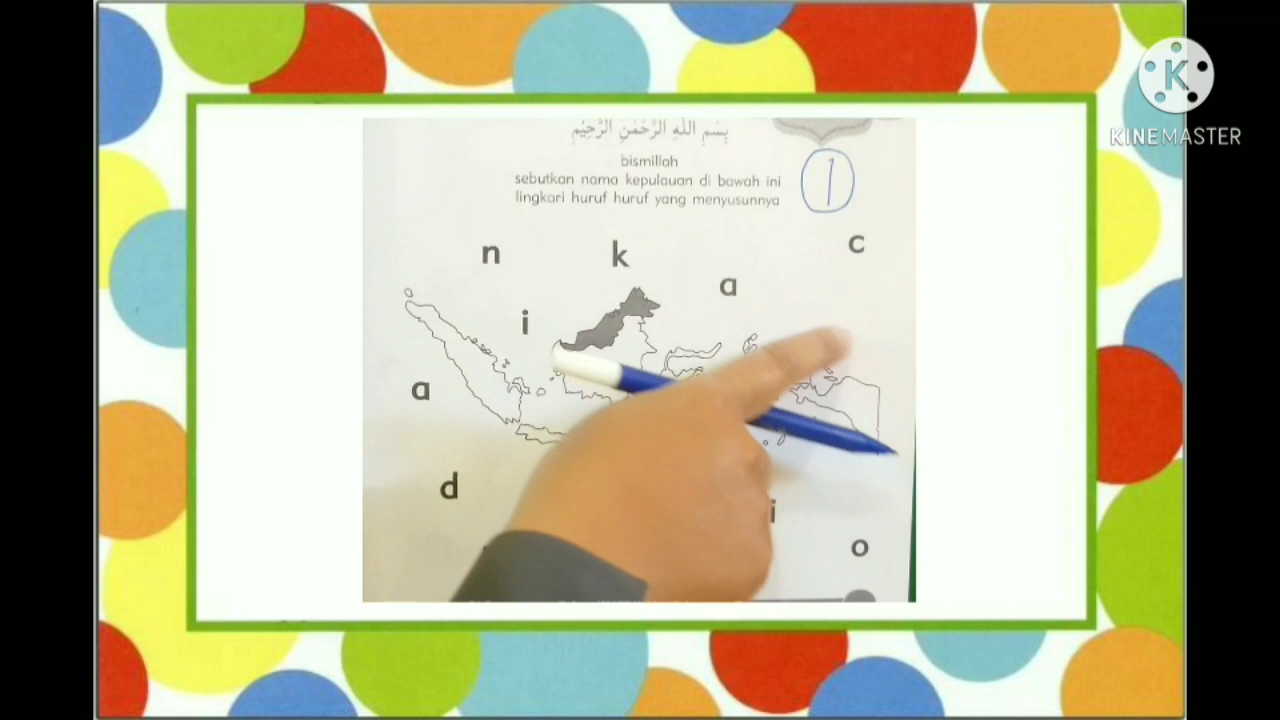 بِسْمِ اللّٰهِ الرَّحْمٰنِ الرَّحِيْمِ
bismillah
sebutkan nama kepulauan di bawah ini
lingkari huruf huruf yang menyusunnya
1
c
n
k
a
i
a
d
i
o
K
KINEMASTER